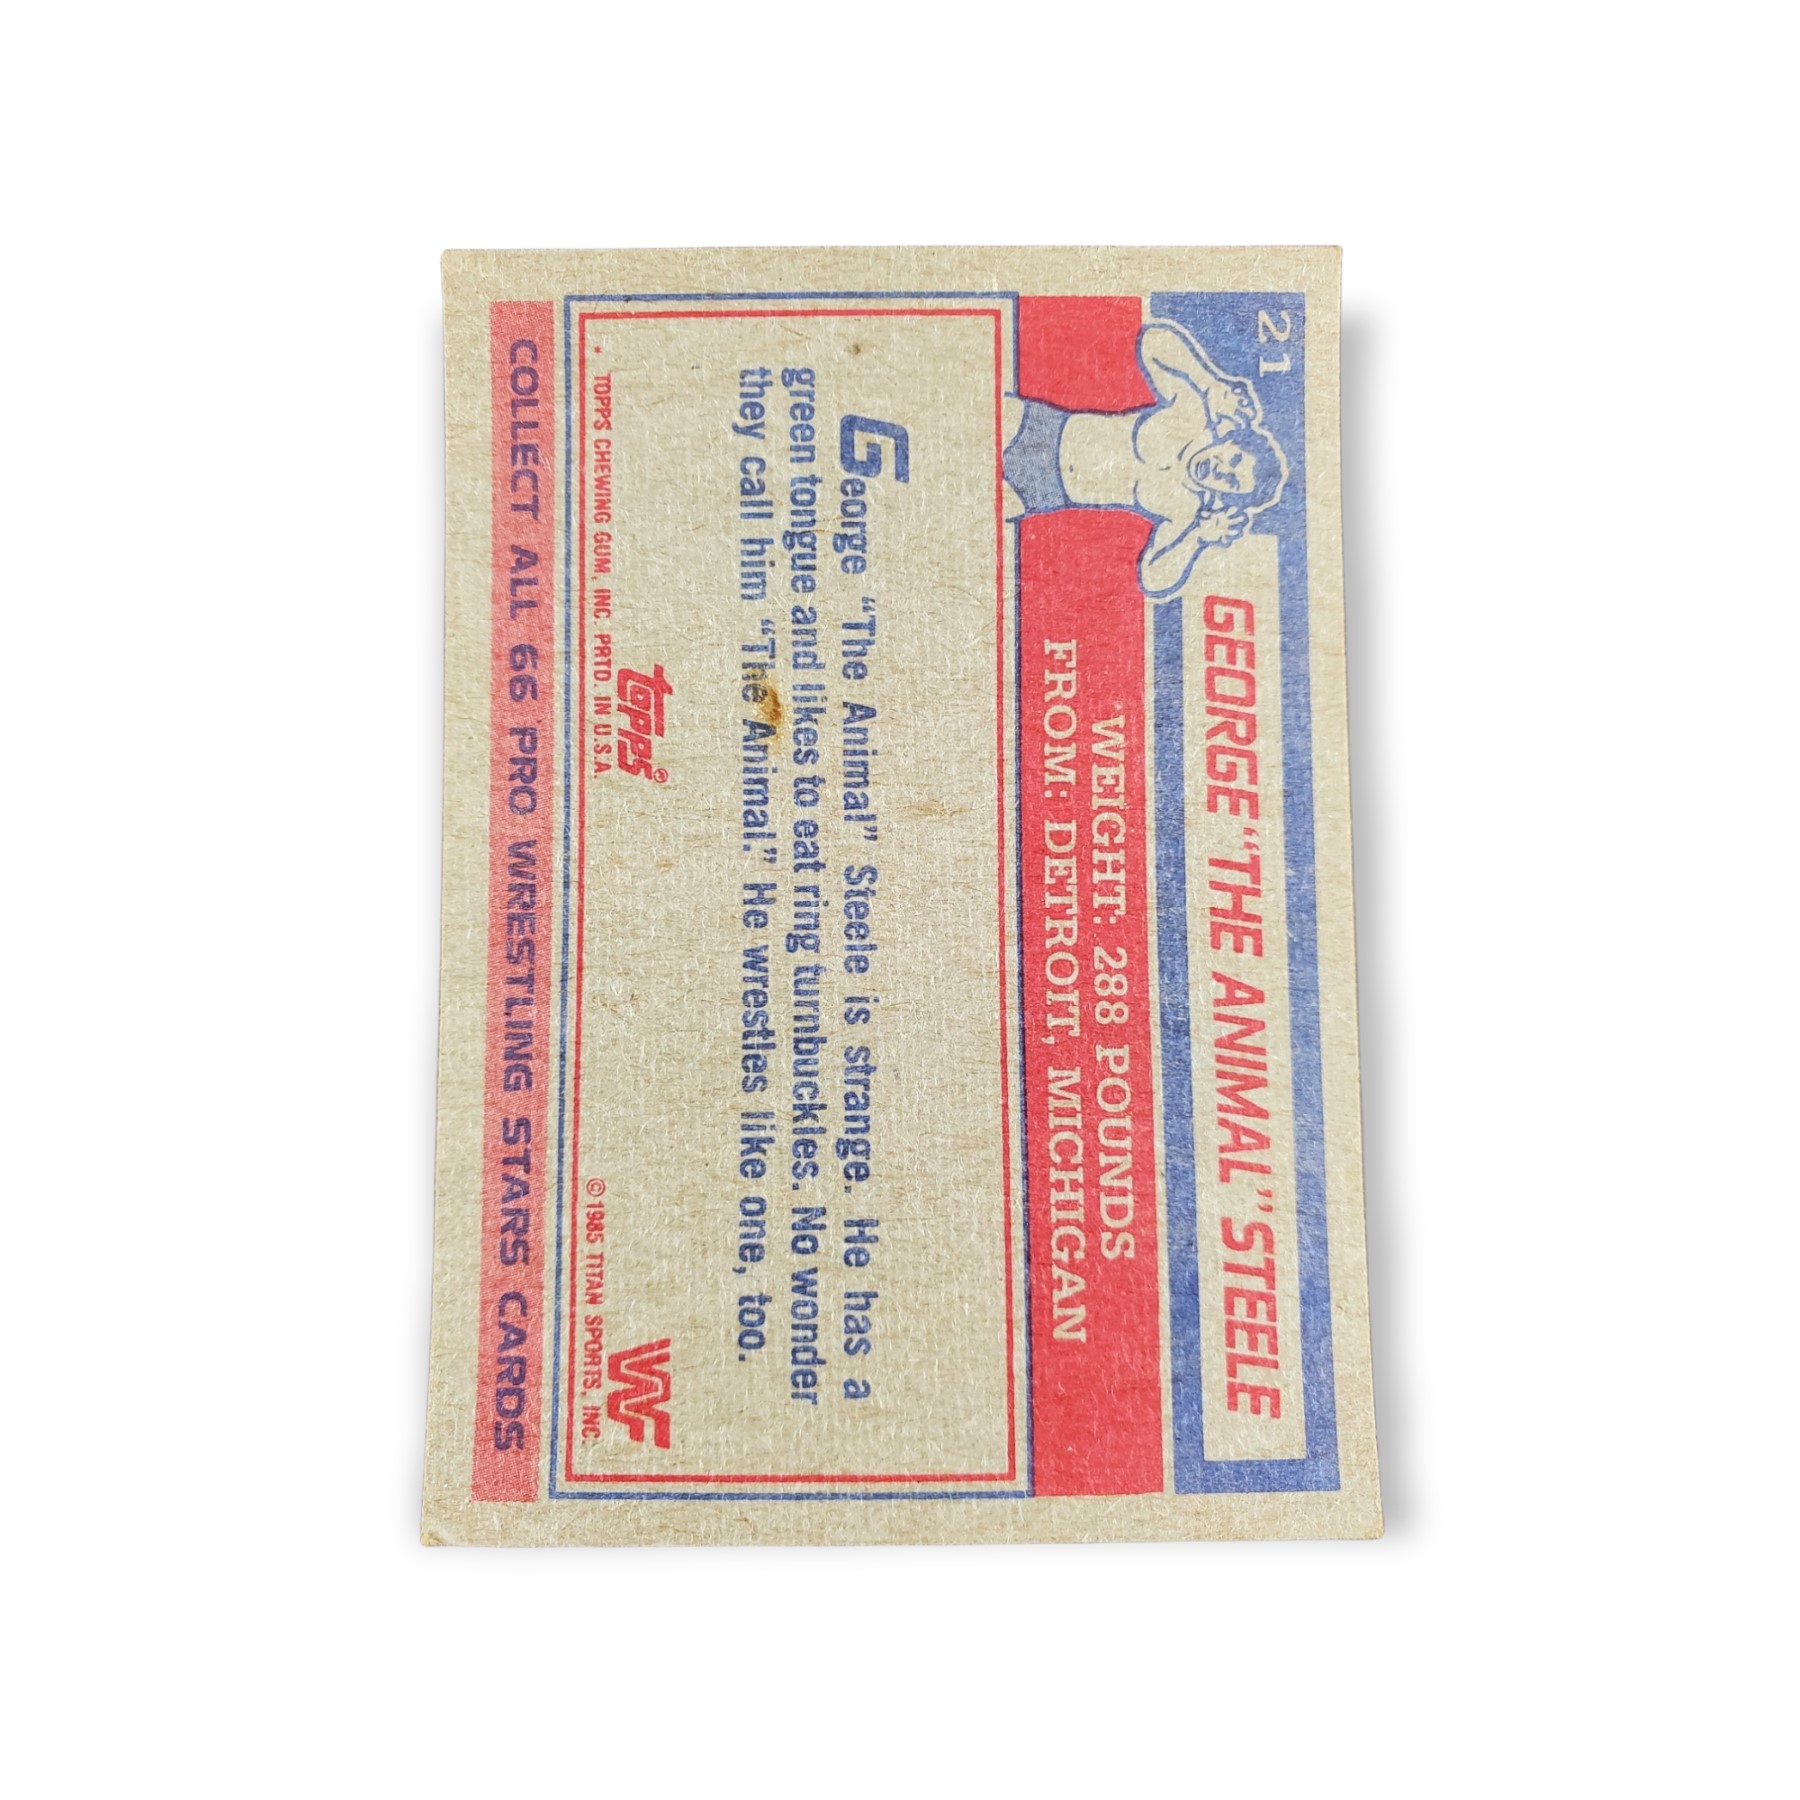 21
GEORGE "THE ANIMAL" STEELE
WEIGHT: 288 POUNDS
FROM: DETROIT, MICHIGAN
George "The Animal" Steele is strange. He has a
green tongue and likes to eat ring turnbuckles. No wonder
they call him "The Animal." He wrestles like one, too.
topps®
WF
* TOPPS CHEWING GUM, INC. PRTD. IN U.S.A.
© 1985 TITAN SPORTS, INC.
COLLECT ALL 66 PRO WRESTLING STARS CARDS